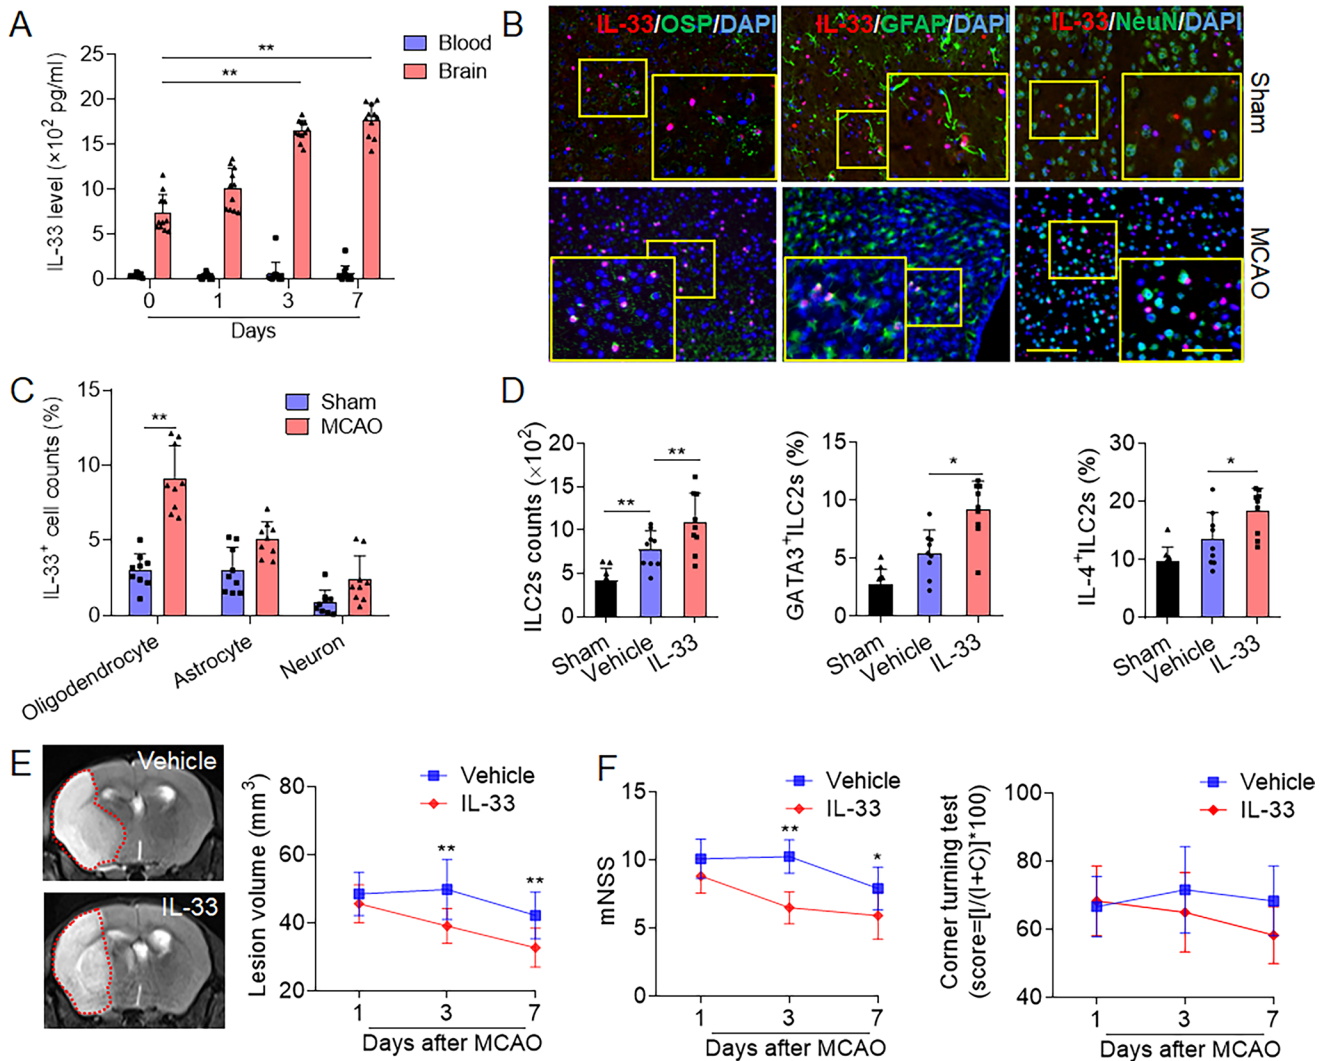 A
IL-33 level (×10² pg/ml)
25
20
15
10
5
0
**
**
Blood
Brain
0 1 3 7
Days
B
IL-33/OSP/DAPI
IL-33/GFAP/DAPI
IL-33/NeuN/DAPI
Sham
MCAO
C
IL-33⁺ cell counts (%)
15
10
5
0
**
Sham
MCAO
Oligodendrocyte
Astrocyte
Neuron
D
ILC2s counts (×10²)
20
15
10
5
0
**
**
Sham
Vehicle
IL-33
GATA3⁺ILC2s (%)
15
10
5
0
*
Sham
Vehicle
IL-33
IL-4⁺ILC2s (%)
30
20
10
0
*
Sham
Vehicle
IL-33
E
Vehicle
IL-33
Lesion volume (mm³)
80
60
40
20
Vehicle
IL-33
**
**
1 3 7
Days after MCAO
F
mNSS
15
10
5
0
Vehicle
IL-33
**
*
1 3 7
Days after MCAO
Corner turning test
(score=[I/(I+C)]*100)
100
80
60
40
Vehicle
IL-33
1 3 7
Days after MCAO